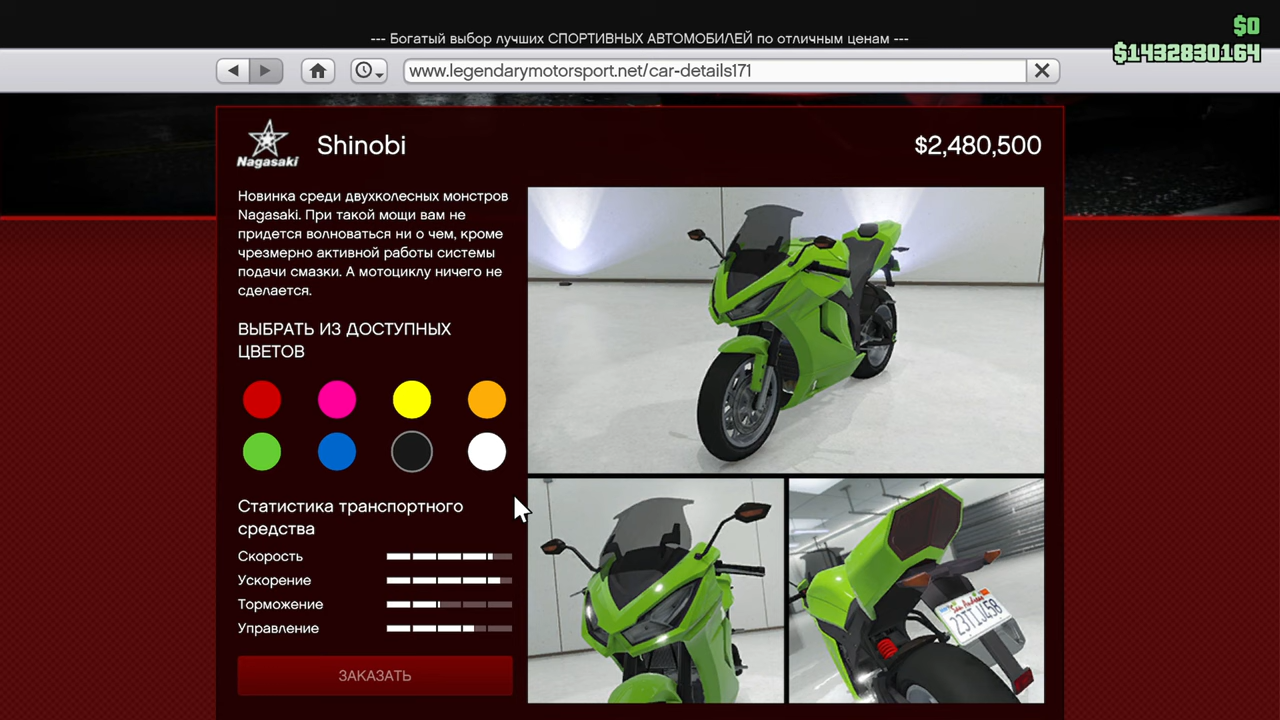 $0
$1432830164
--- Богатый выбор лучших СПОРТИВНЫХ АВТОМОБИЛЕЙ по отличным ценам ---
www.legendarymotorsport.net/car-details171
Nagasaki
Shinobi
$2,480,500
Новинка среди двухколесных монстров
Nagasaki. При такой мощи вам не
придется волноваться ни о чем, кроме
чрезмерно активной работы системы
подачи смазки. А мотоциклу ничего не
сделается.
ВЫБРАТЬ ИЗ ДОСТУПНЫХ
ЦВЕТОВ
Статистика транспортного
средства
Скорость
Ускорение
Торможение
Управление
ЗАКАЗАТЬ
San Andreas